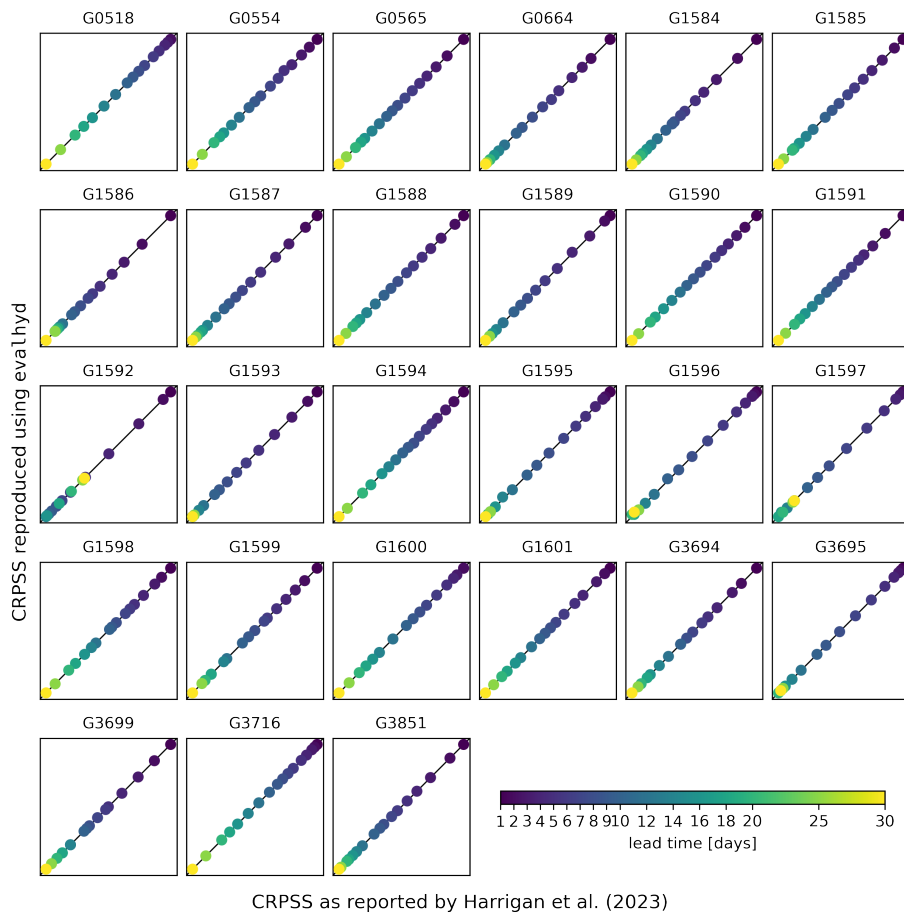 G0518 G0554 G0565 G0664 G1584 G1585
G1586 G1587 G1588 G1589 G1590 G1591
G1592 G1593 G1594 G1595 G1596 G1597
G1598 G1599 G1600 G1601 G3694 G3695
G3699 G3716 G3851
CRPSS reproduced using evalhyd
1 2 3 4 5 6 7 8 9 10 12 14 16 18 20 25 30
lead time [days]
CRPSS as reported by Harrigan et al. (2023)